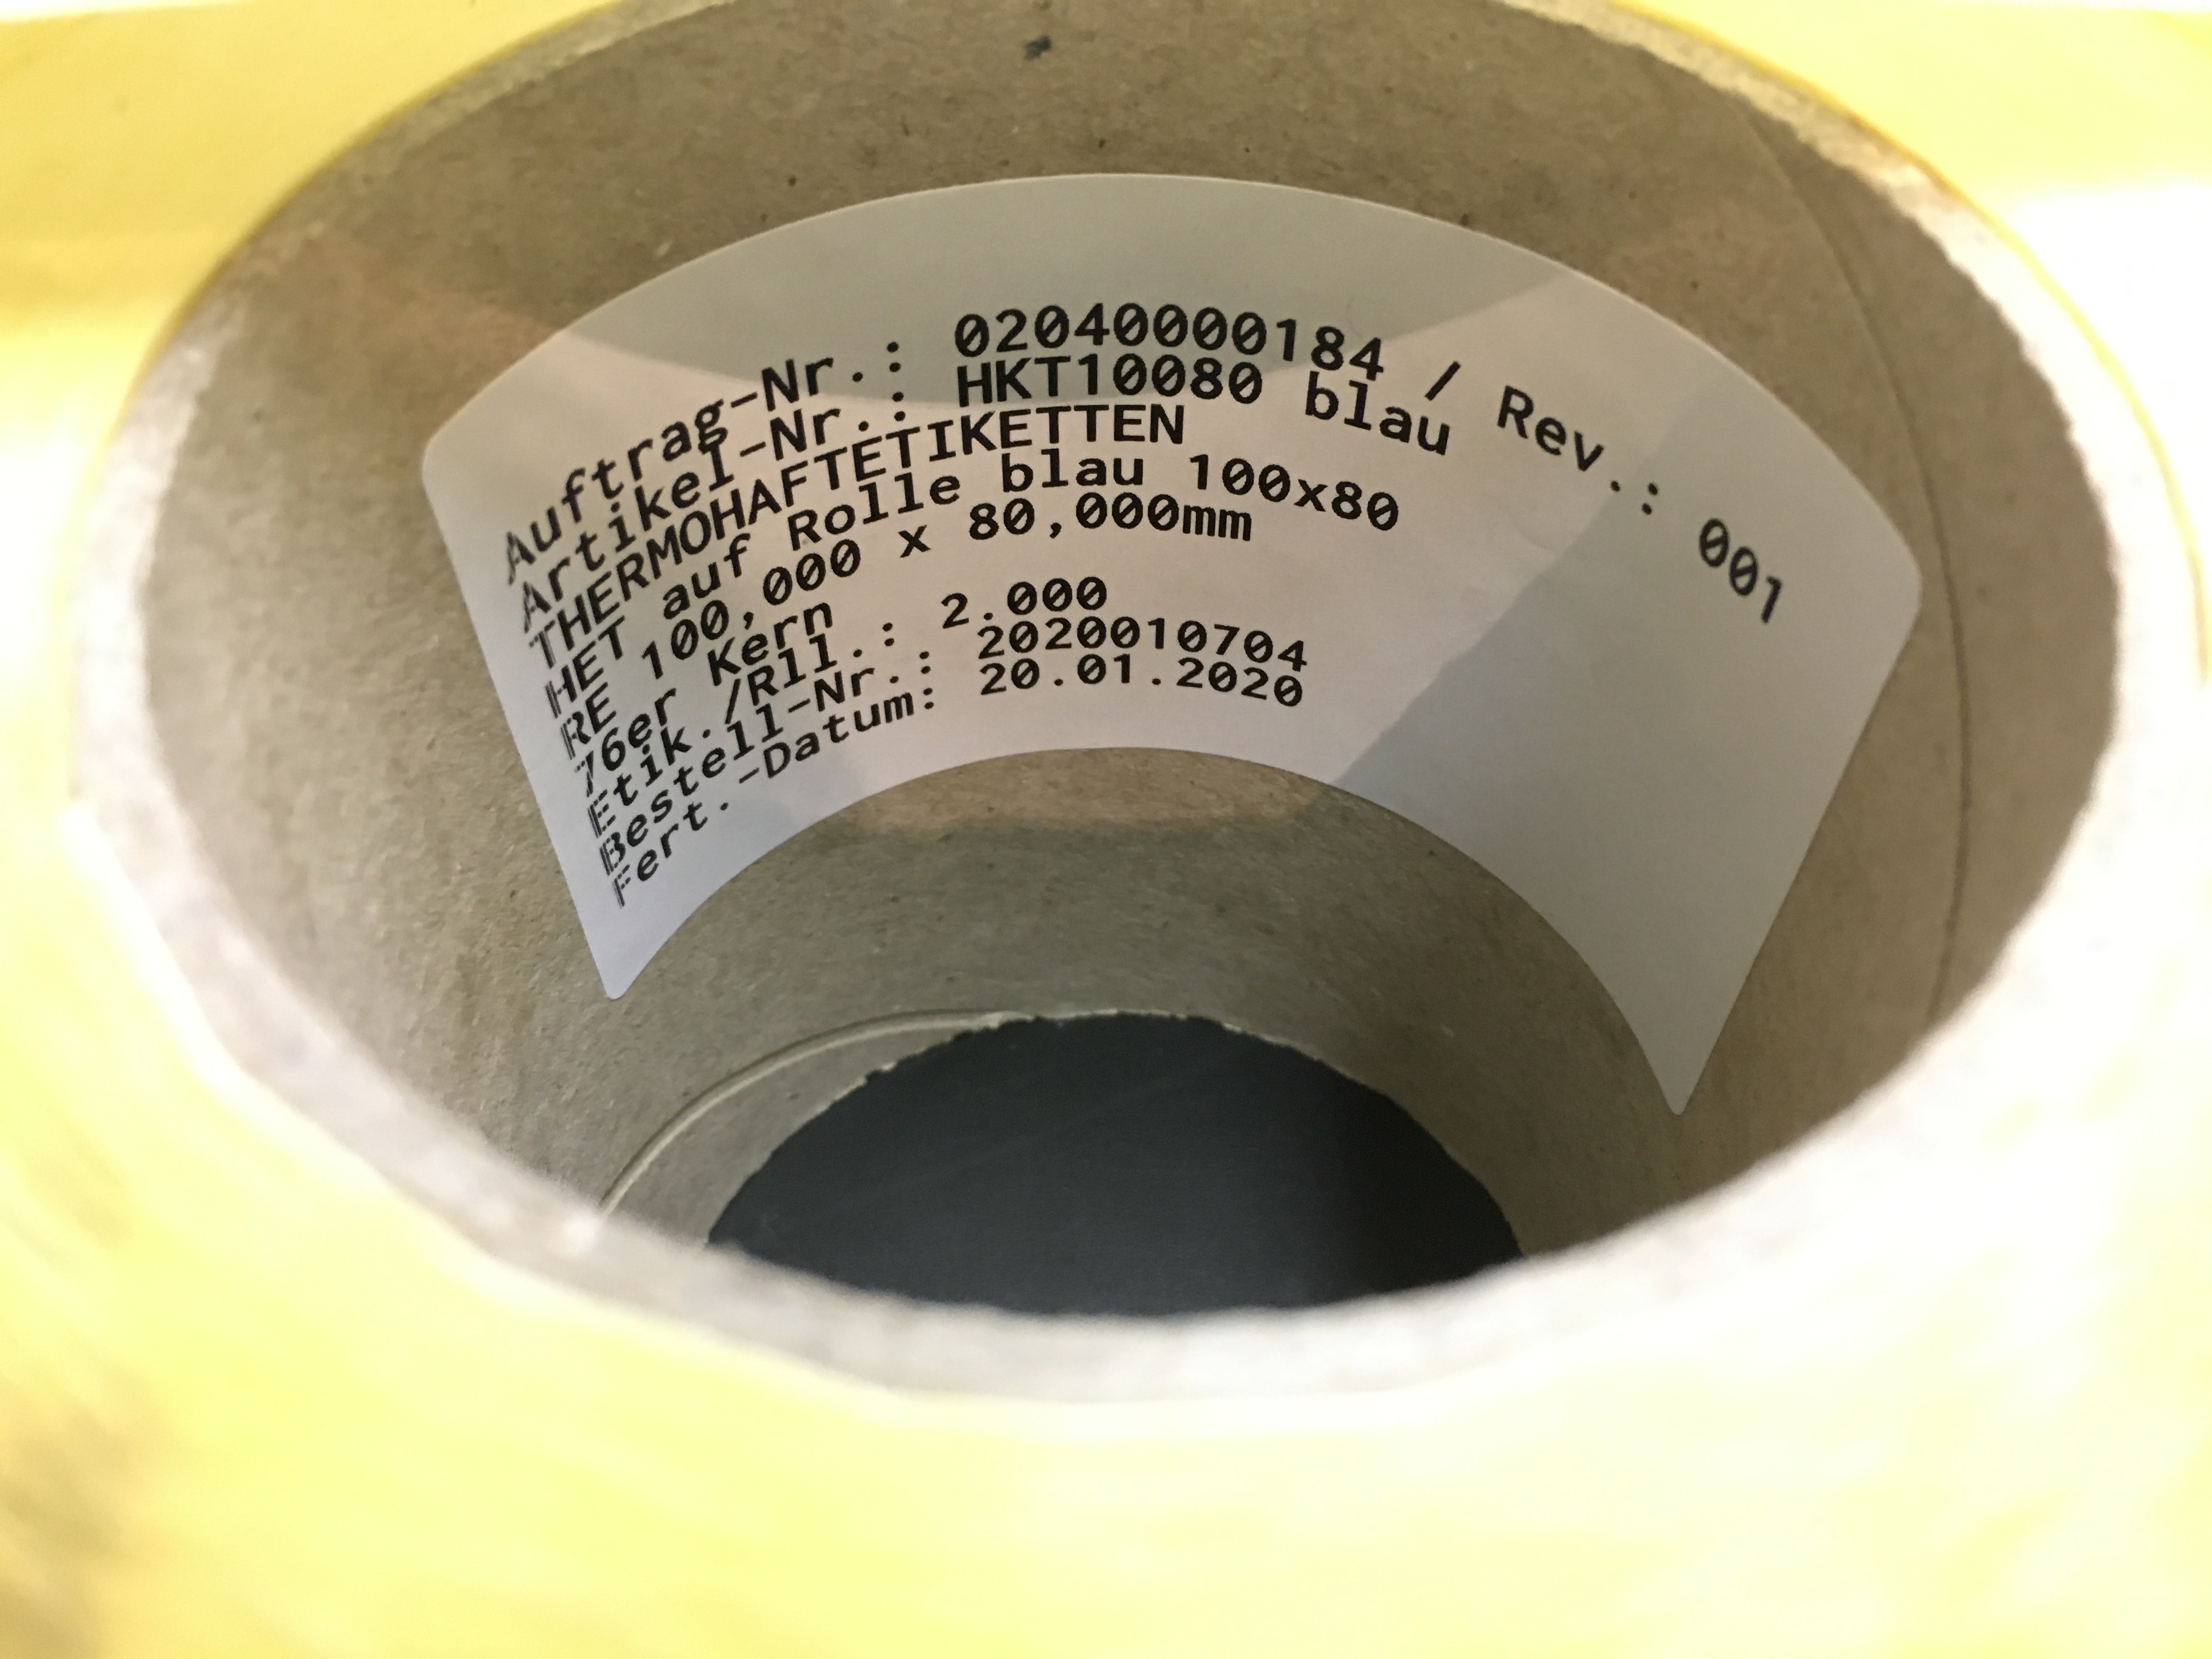 Auftrag-Nr.: 02040000184 / Rev.: 001
Artikel-Nr.: HKT10080 blau
THERMOHAFTETIKETTEN
HET auf Rolle blau 100x80
RE 100,000 x 80,000mm
76er Kern
Etik./Rll.: 2.000
Bestell-Nr.: 2020010704
Fert.-Datum: 20.01.2020